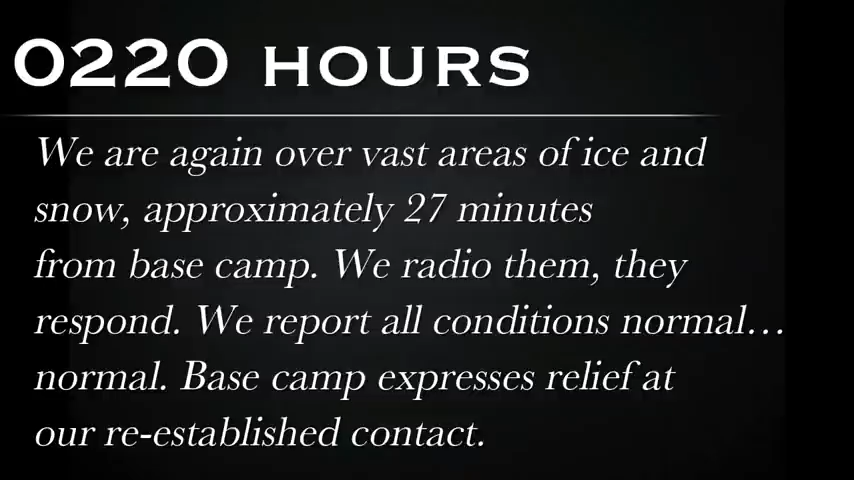 0220 HOURS
We are again over vast areas of ice and
snow, approximately 27 minutes
from base camp. We radio them, they
respond. We report all conditions normal…
normal. Base camp expresses relief at
our re-established contact.